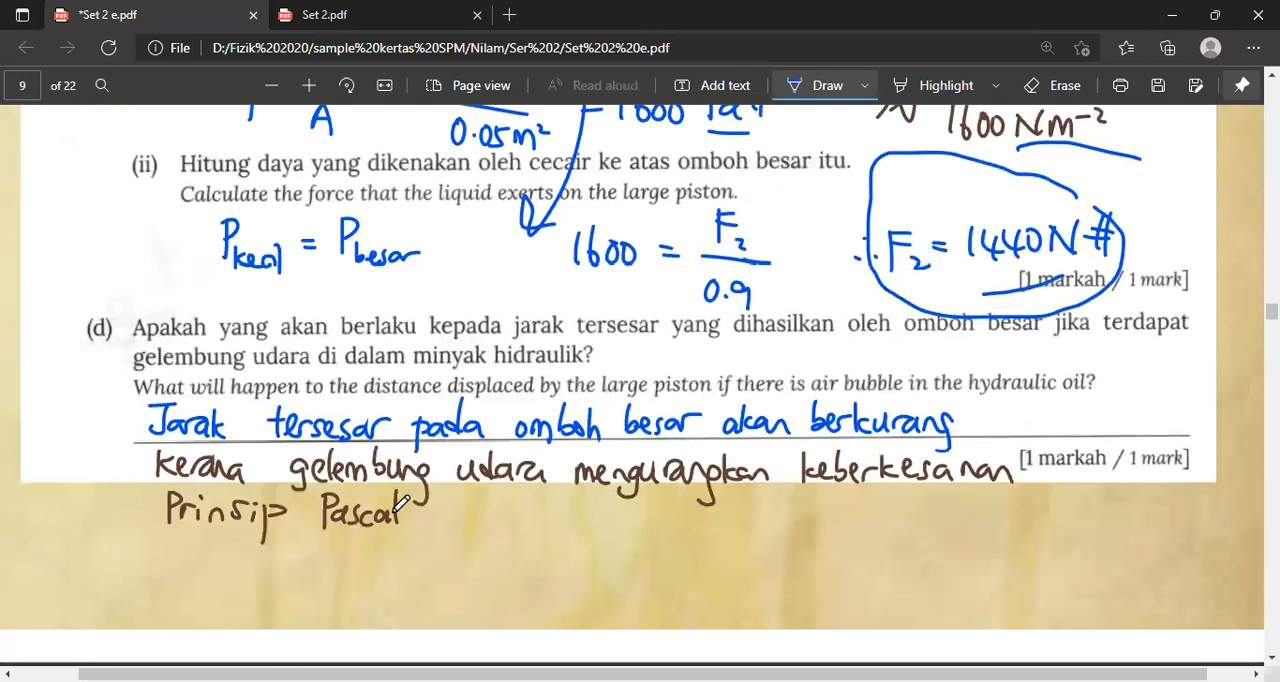 *Set 2 e.pdf
Set 2.pdf
File D:/Fizik%202020/sample%20kertas%20SPM/Nilam/Ser%202/Set%202%20e.pdf
9 of 22 Page view Read aloud Add text Draw Highlight Erase
A
0.05m² 1600 1600 Nm⁻²
(ii) Hitung daya yang dikenakan oleh cecair ke atas omboh besar itu.
Calculate the force that the liquid exerts on the large piston.
P kecil = P besar 1600 = F₂ / 0.9 ∴ F₂ = 1440N #
[1 markah / 1 mark]
(d) Apakah yang akan berlaku kepada jarak tersesar yang dihasilkan oleh omboh besar jika terdapat
gelembung udara di dalam minyak hidraulik?
What will happen to the distance displaced by the large piston if there is air bubble in the hydraulic oil?
Jarak tersesar pada omboh besar akan berkurang
kerana gelembung udara mengurangkan keberkesanan [1 markah / 1 mark]
Prinsip Pascal